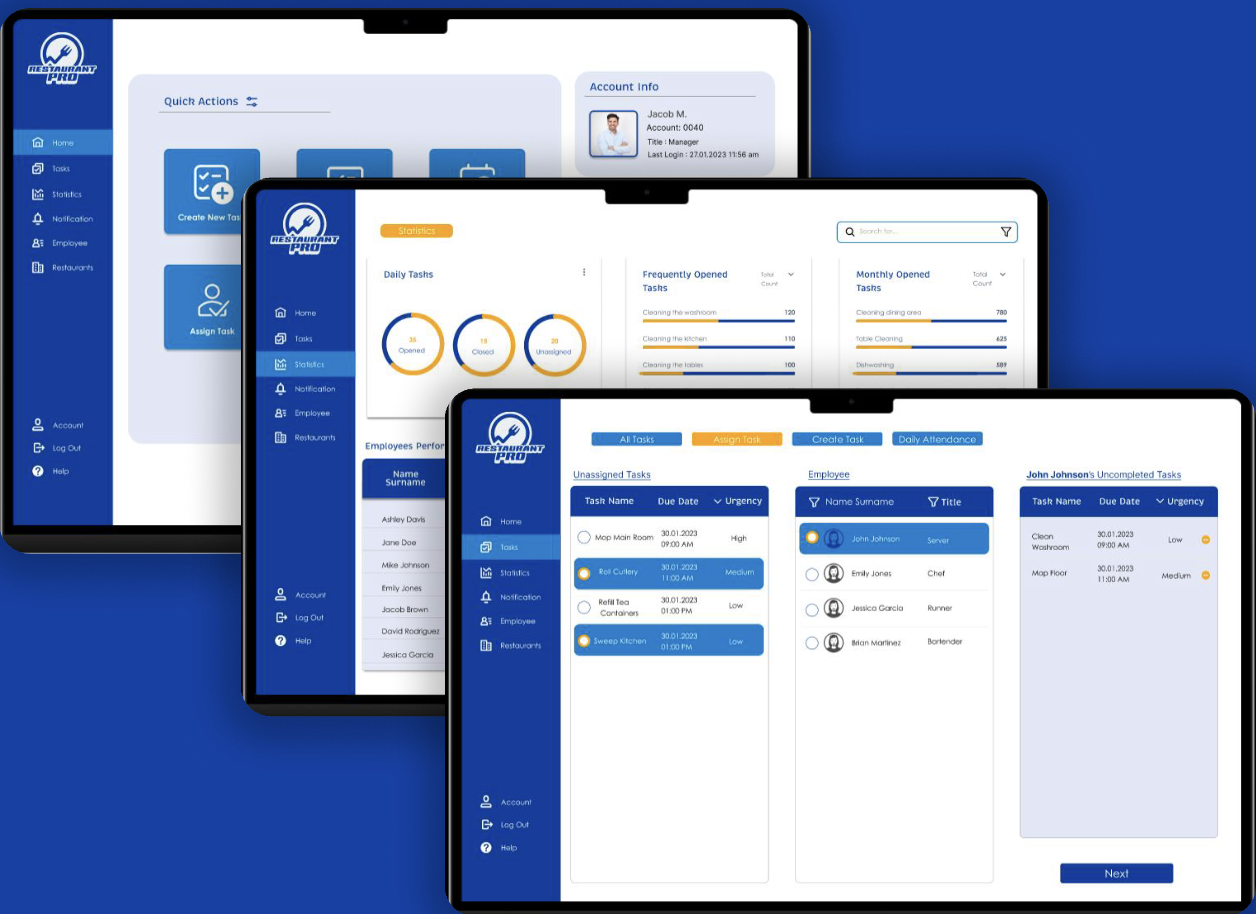 RESTAURANT
PRO
Home
Tasks
Statistics
Notification
Employee
Restaurants
Account
Log Out
Help
Quick Actions
Create New Tas
Assign Task
Account Info
Jacob M.
Account: 0040
Title : Manager
Last Login : 27.01.2023 11:56 am
RESTAURANT
PRO
Home
Tasks
Statistics
Notification
Employee
Restaurants
Account
Log Out
Help
Statistics
Search for...
Daily Tasks
35
Opened
15
Closed
20
Unassigned
Frequently Opened
Tasks
Total
Count
Cleaning the washroom 120
Cleaning the kitchen 110
Cleaning the tables 100
Monthly Opened
Tasks
Total
Count
Cleaning dining area 780
Table Cleaning 625
Dishwashing 589
Employees Perfor
Name
Surname
Ashley Davis
Jane Doe
Mike Johnson
Emily Jones
Jacob Brown
David Rodriguez
Jessica Garcia
RESTAURANT
PRO
Home
Tasks
Statistics
Notification
Employee
Restaurants
Account
Log Out
Help
All Tasks Assign Task Create Task Daily Attendance
Unassigned Tasks
Task Name Due Date Urgency
Mop Main Room 30.01.2023 09:00 AM High
Roll Cutlery 30.01.2023 11:00 AM Medium
Refill Tea Containers 30.01.2023 01:00 PM Low
Sweep Kitchen 30.01.2023 01:00 PM Low
Employee
Name Surname Title
John Johnson Server
Emily Jones Chef
Jessica Garcia Runner
Brian Martinez Bartender
John Johnson's Uncompleted Tasks
Task Name Due Date Urgency
Clean Washroom 30.01.2023 09:00 AM Low
Mop Floor 30.01.2023 11:00 AM Medium
Next